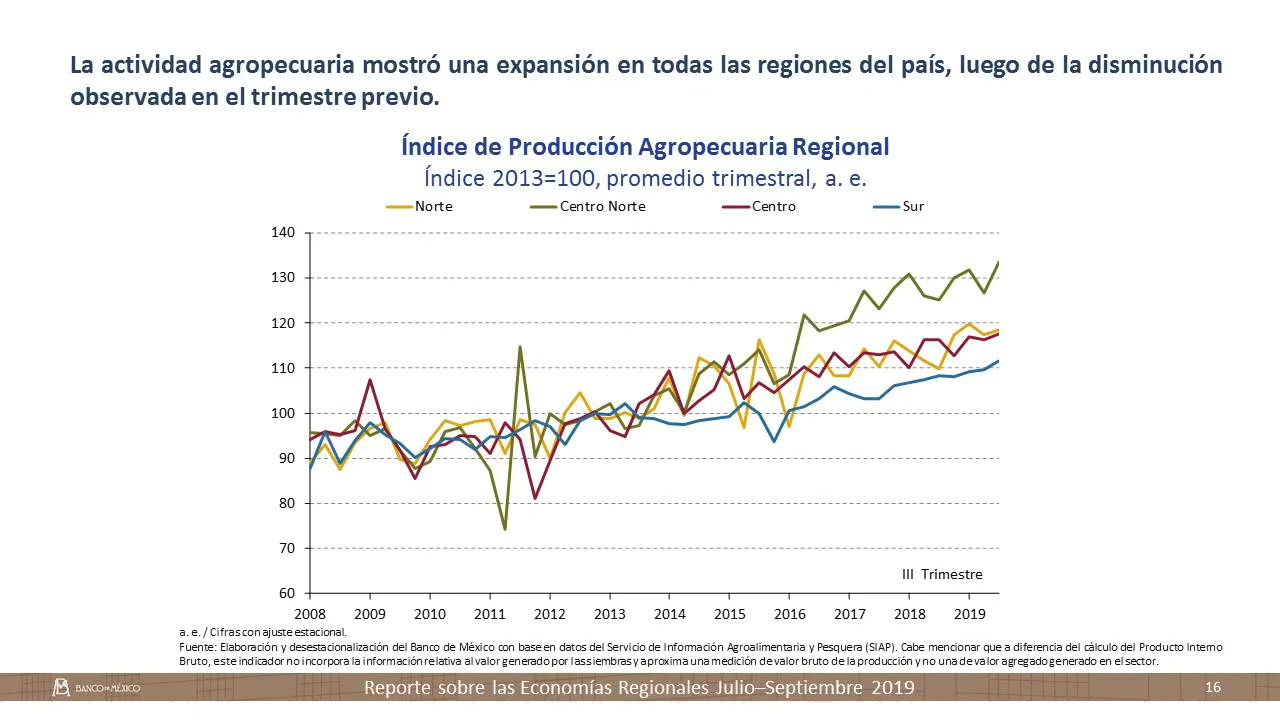 La actividad agropecuaria mostró una expansión en todas las regiones del país, luego de la disminución
observada en el trimestre previo.
Índice de Producción Agropecuaria Regional
Índice 2013=100, promedio trimestral, a. e.
Norte Centro Norte Centro Sur
140
130
120
110
100
90
80
70
60
III Trimestre
2008 2009 2010 2011 2012 2013 2014 2015 2016 2017 2018 2019
a. e. / Cifras con ajuste estacional.
Fuente: Elaboración y desestacionalización del Banco de México con base en datos del Servicio de Información Agroalimentaria y Pesquera (SIAP). Cabe mencionar que a diferencia del cálculo del Producto Interno
Bruto, este indicador no incorpora la información relativa al valor generado por las siembras y aproxima una medición de valor bruto de la producción y no una de valor agregado generado en el sector.
BANCO DE MÉXICO Reporte sobre las Economías Regionales Julio–Septiembre 2019 16